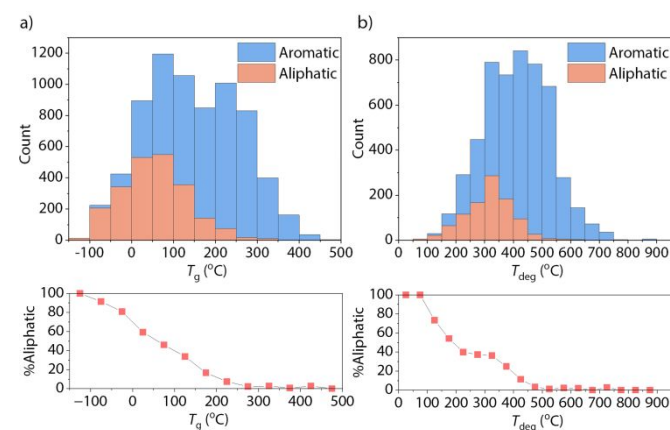 a)
1200
1000
800
600
400
200
0
Count
Aromatic
Aliphatic
-100 0 100 200 300 400 500
Tg (°C)
100
80
60
40
20
0
%Aliphatic
−100 0 100 200 300 400 500
Tg (°C)
b)
800
600
400
200
0
Count
Aromatic
Aliphatic
0 100 200 300 400 500 600 700 800 900
Tdeg (°C)
100
80
60
40
20
0
%Aliphatic
0 100 200 300 400 500 600 700 800 900
Tdeg (°C)